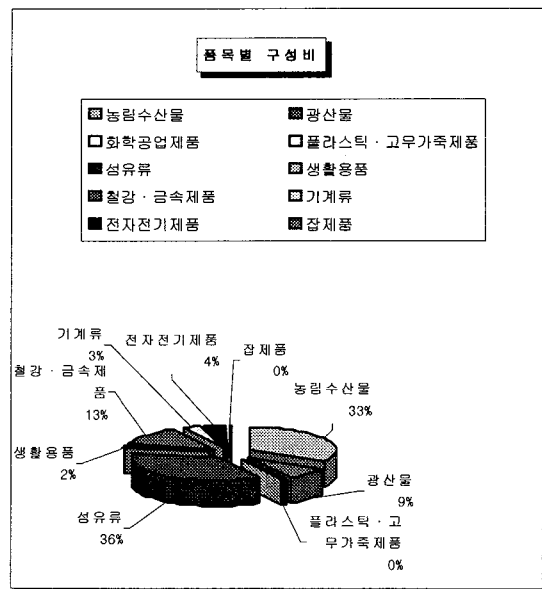 품목별 구성비
농림수산물 광산물
화학공업제품 플라스틱·고무가죽제품
섬유류 생활용품
철강·금속제품 기계류
전자전기제품 잡제품
기계류
3%
전자전기제품
4%
잡제품
0%
철강·금속제
품
13%
농림수산물
33%
생활용품
2%
광산물
9%
섬유류
36%
플라스틱·고
무가죽제품
0%